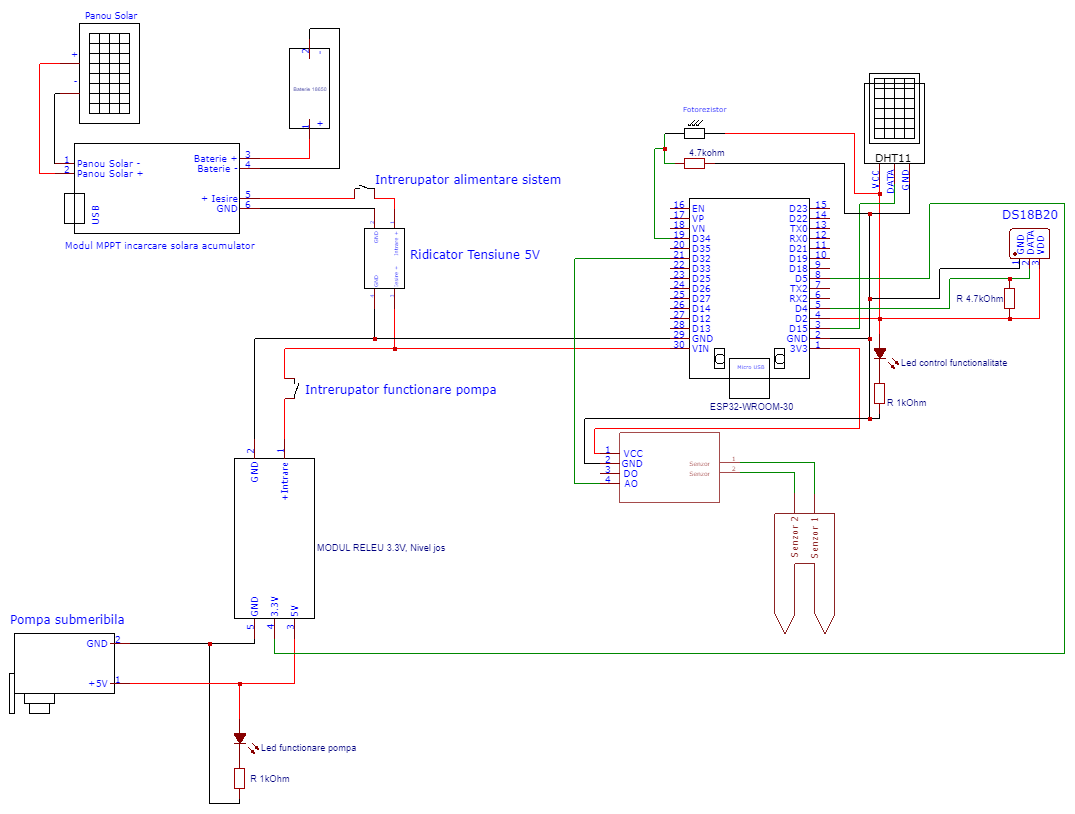 Panou Solar
+
-
2
-
Baterie 18650
1
+
1
2
Panou Solar -
Panou Solar +
Baterie +
Baterie -
3
4
+ Iesire
GND
5
6
USB
Modul MPPT incarcare solara acumulator
Intrerupator alimentare sistem
2
1
GND
Intrare +
GND
Iesire +
4
3
Ridicator Tensiune 5V
Intrerupator functionare pompa
2
1
GND
+Intrare
MODUL RELEU 3.3V, Nivel jos
GND
3.3V
5V
5
4
3
Pompa submeribila
GND
2
+5V
1
Led functionare pompa
R 1kOhm
Fotorezistor
4.7kohm
DHT11
VCC
DATA
GND
16 EN
17 VP
18 VN
19 D34
20 D35
21 D32
22 D33
23 D25
24 D26
25 D27
26 D14
27 D12
28 D13
29 GND
30 VIN
D23 15
D22 14
TX0 13
RX0 12
D21 11
D19 10
D18 9
D5 8
TX2 7
RX2 6
D4 5
D2 4
D15 3
GND 2
3V3 1
Micro USB
ESP32-WROOM-30
DS18B20
GND
DATA
VDD
1
2
3
R 4.7kOhm
Led control functionalitate
R 1kOhm
1 VCC
2 GND
3 DO
4 AO
Senzor 1
Senzor 2
Senzor 2
Senzor 1